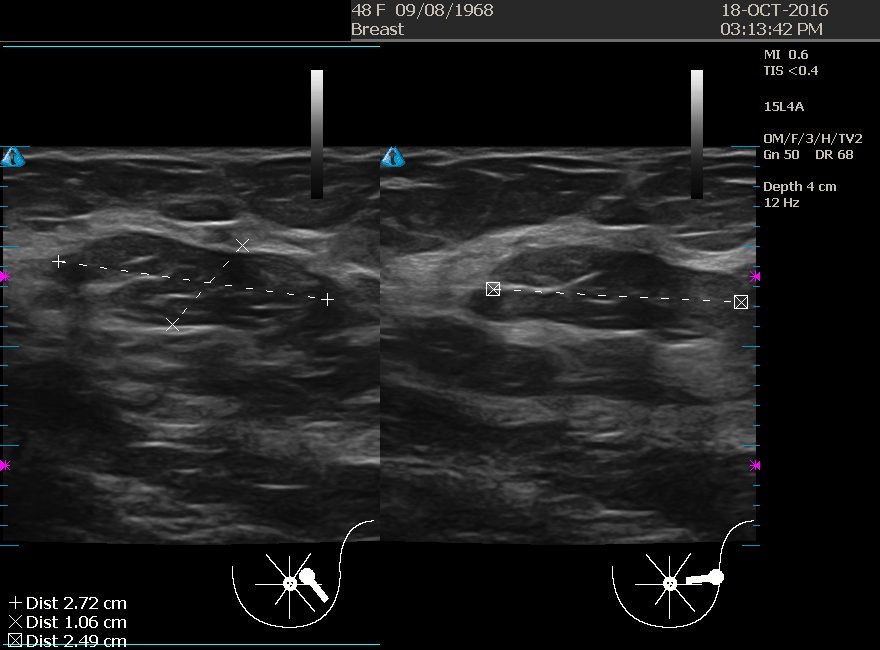 48 F 09/08/1968 18-OCT-2016
Breast 03:13:42 PM
MI 0.6
TIS <0.4
15L4A
OM/F/3/H/TV2
Gn 50 DR 68
Depth 4 cm
12 Hz
Dist 2.72 cm
Dist 1.06 cm
Dist 2.49 cm